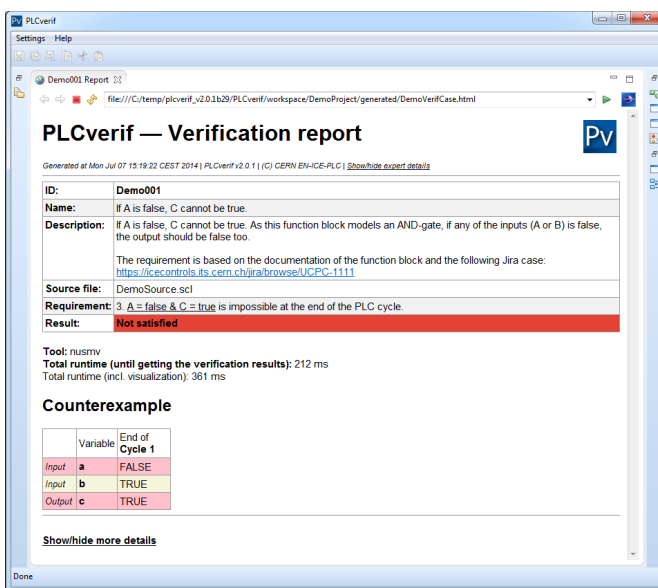 PV PLCverif
Settings Help
Demo001 Report
file:///C:/temp/plcverif_v2.0.1b29/PLCverif/workspace/DemoProject/generated/DemoVerifCase.html
PLCverif — Verification report
PV
Generated at Mon Jul 07 15:19:22 CEST 2014 | PLCverif v2.0.1 | (C) CERN EN-ICE-PLC | Show/hide expert details
ID: Demo001
Name: If A is false, C cannot be true.
Description: If A is false, C cannot be true. As this function block models an AND-gate, if any of the inputs (A or B) is false,
the output should be false too.
The requirement is based on the documentation of the function block and the following Jira case:
https://icecontrols.its.cern.ch/jira/browse/UCPC-1111
Source file: DemoSource.scl
Requirement: 3. A = false & C = true is impossible at the end of the PLC cycle.
Result: Not satisfied
Tool: nusmv
Total runtime (until getting the verification results): 212 ms
Total runtime (incl. visualization): 361 ms
Counterexample
Variable End of
Cycle 1
Input a FALSE
Input b TRUE
Output c TRUE
Show/hide more details
Done